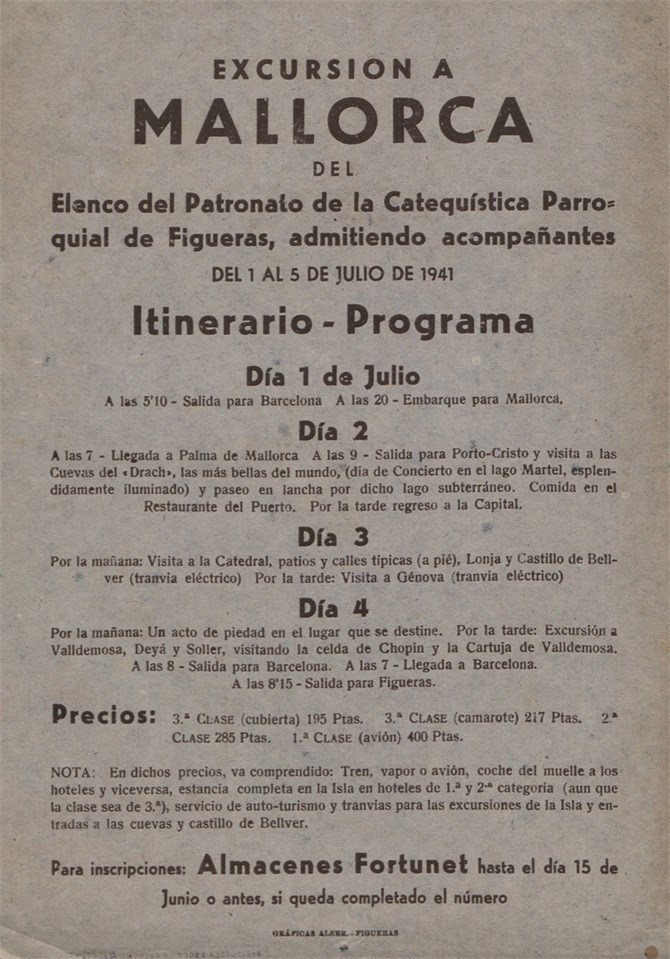 EXCURSION A
MALLORCA
DEL
Elenco del Patronato de la Catequística Parro=
quial de Figueras, admitiendo acompañantes
DEL 1 AL 5 DE JULIO DE 1941
Itinerario - Programa
Día 1 de Julio
A las 5'10 - Salida para Barcelona A las 20 - Embarque para Mallorca.
Día 2
A las 7 - Llegada a Palma de Mallorca A las 9 - Salida para Porto-Cristo y visita a las
Cuevas del «Drach», las más bellas del mundo, (día de Concierto en el lago Martel, esplen-
didamente iluminado) y paseo en lancha por dicho lago subterráneo. Comida en el
Restaurante del Puerto. Por la tarde regreso a la Capital.
Día 3
Por la mañana: Visita a la Catedral, patios y calles típicas (a pié), Lonja y Castillo de Bell-
ver (tranvia eléctrico) Por la tarde: Visita a Génova (tranvia eléctrico)
Día 4
Por la mañana: Un acto de piedad en el lugar que se destine. Por la tarde: Excursión a
Valldemosa, Deyá y Soller, visitando la celda de Chopin y la Cartuja de Valldemosa.
A las 8 - Salida para Barcelona. A las 7 - Llegada a Barcelona.
A las 8'15 - Salida para Figueras.
Precios: 3.ª CLASE (cubierta) 195 Ptas. 3.ª CLASE (camarote) 217 Ptas. 2.ª
CLASE 285 Ptas. 1.ª CLASE (avión) 400 Ptas.
NOTA: En dichos precios, va comprendido: Tren, vapor o avión, coche del muelle a los
hoteles y viceversa, estancia completa en la Isla en hoteles de 1.ª y 2.ª categoria (aun que
la clase sea de 3.ª), servicio de auto-turismo y tranvias para las excursiones de la Isla y en-
tradas a las cuevas y castillo de Bellver.
Para inscripciones: Almacenes Fortunet hasta el día 15 de
Junio o antes, si queda completado el número
GRÁFICAS ALEBR. - FIGUERAS